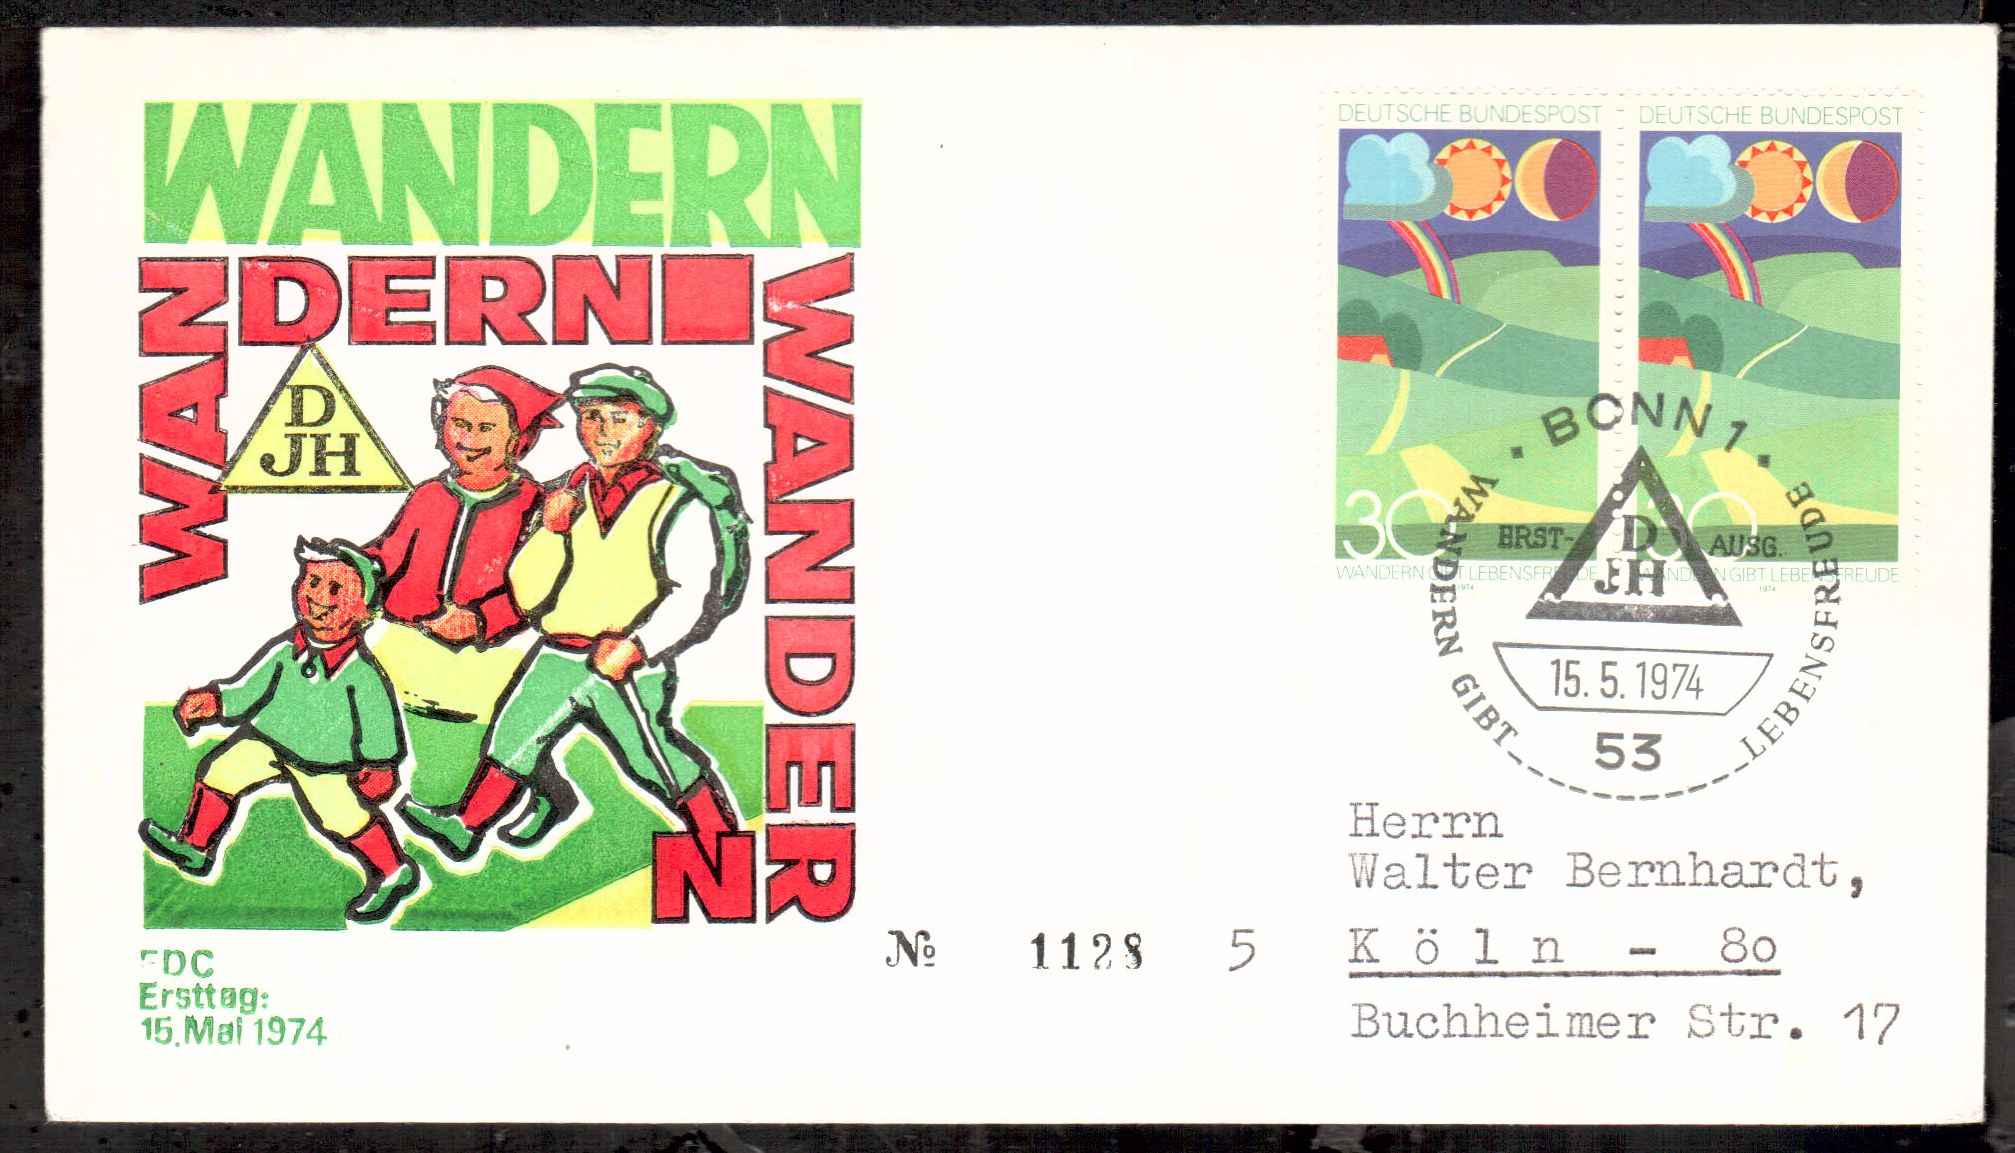 WANDERN
WANDERN
WANDERN
D
JH
FDC
Ersttag:
15. Mai 1974
№ 1128
DEUTSCHE BUNDESPOST
30
WANDERN GIBT LEBENSFREUDE
1974
DEUTSCHE BUNDESPOST
30
WANDERN GIBT LEBENSFREUDE
1974
BONN 1
ERST-
AUSG.
D
JH
WANDERN GIBT LEBENSFREUDE
15.5.1974
53
Herrn
Walter Bernhardt,
5 Köln - 80
Buchheimer Str. 17